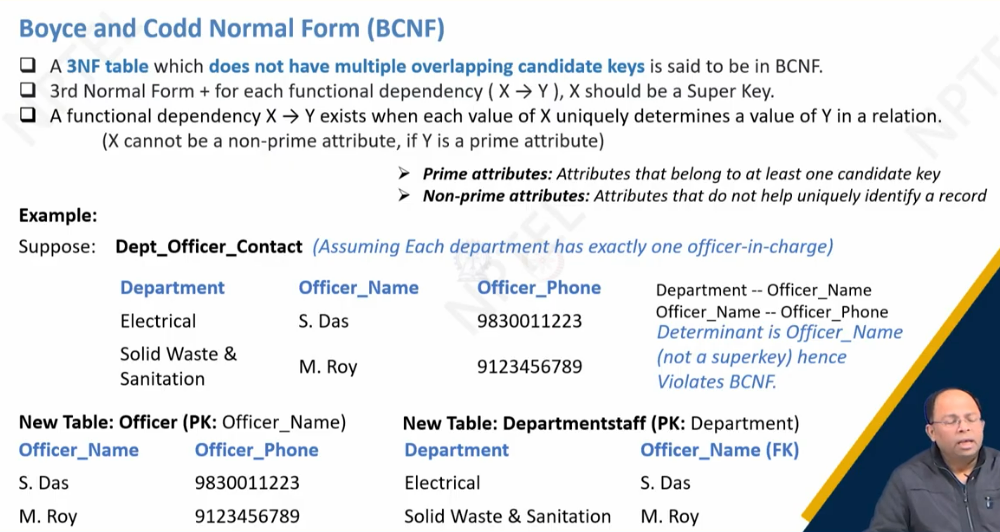 Boyce and Codd Normal Form (BCNF)
A 3NF table which does not have multiple overlapping candidate keys is said to be in BCNF.
3rd Normal Form + for each functional dependency ( X → Y ), X should be a Super Key.
A functional dependency X → Y exists when each value of X uniquely determines a value of Y in a relation.
(X cannot be a non-prime attribute, if Y is a prime attribute)
Prime attributes: Attributes that belong to at least one candidate key
Non-prime attributes: Attributes that do not help uniquely identify a record
Example:
Suppose: Dept_Officer_Contact (Assuming Each department has exactly one officer-in-charge)
Department Officer_Name Officer_Phone
Electrical S. Das 9830011223
Solid Waste &
Sanitation M. Roy 9123456789
Department -- Officer_Name
Officer_Name -- Officer_Phone
Determinant is Officer_Name
(not a superkey) hence
Violates BCNF.
New Table: Officer (PK: Officer_Name)
Officer_Name Officer_Phone
S. Das 9830011223
M. Roy 9123456789
New Table: Departmentstaff (PK: Department)
Department Officer_Name (FK)
Electrical S. Das
Solid Waste & Sanitation M. Roy
NPTEL
NPTEL
NPTEL